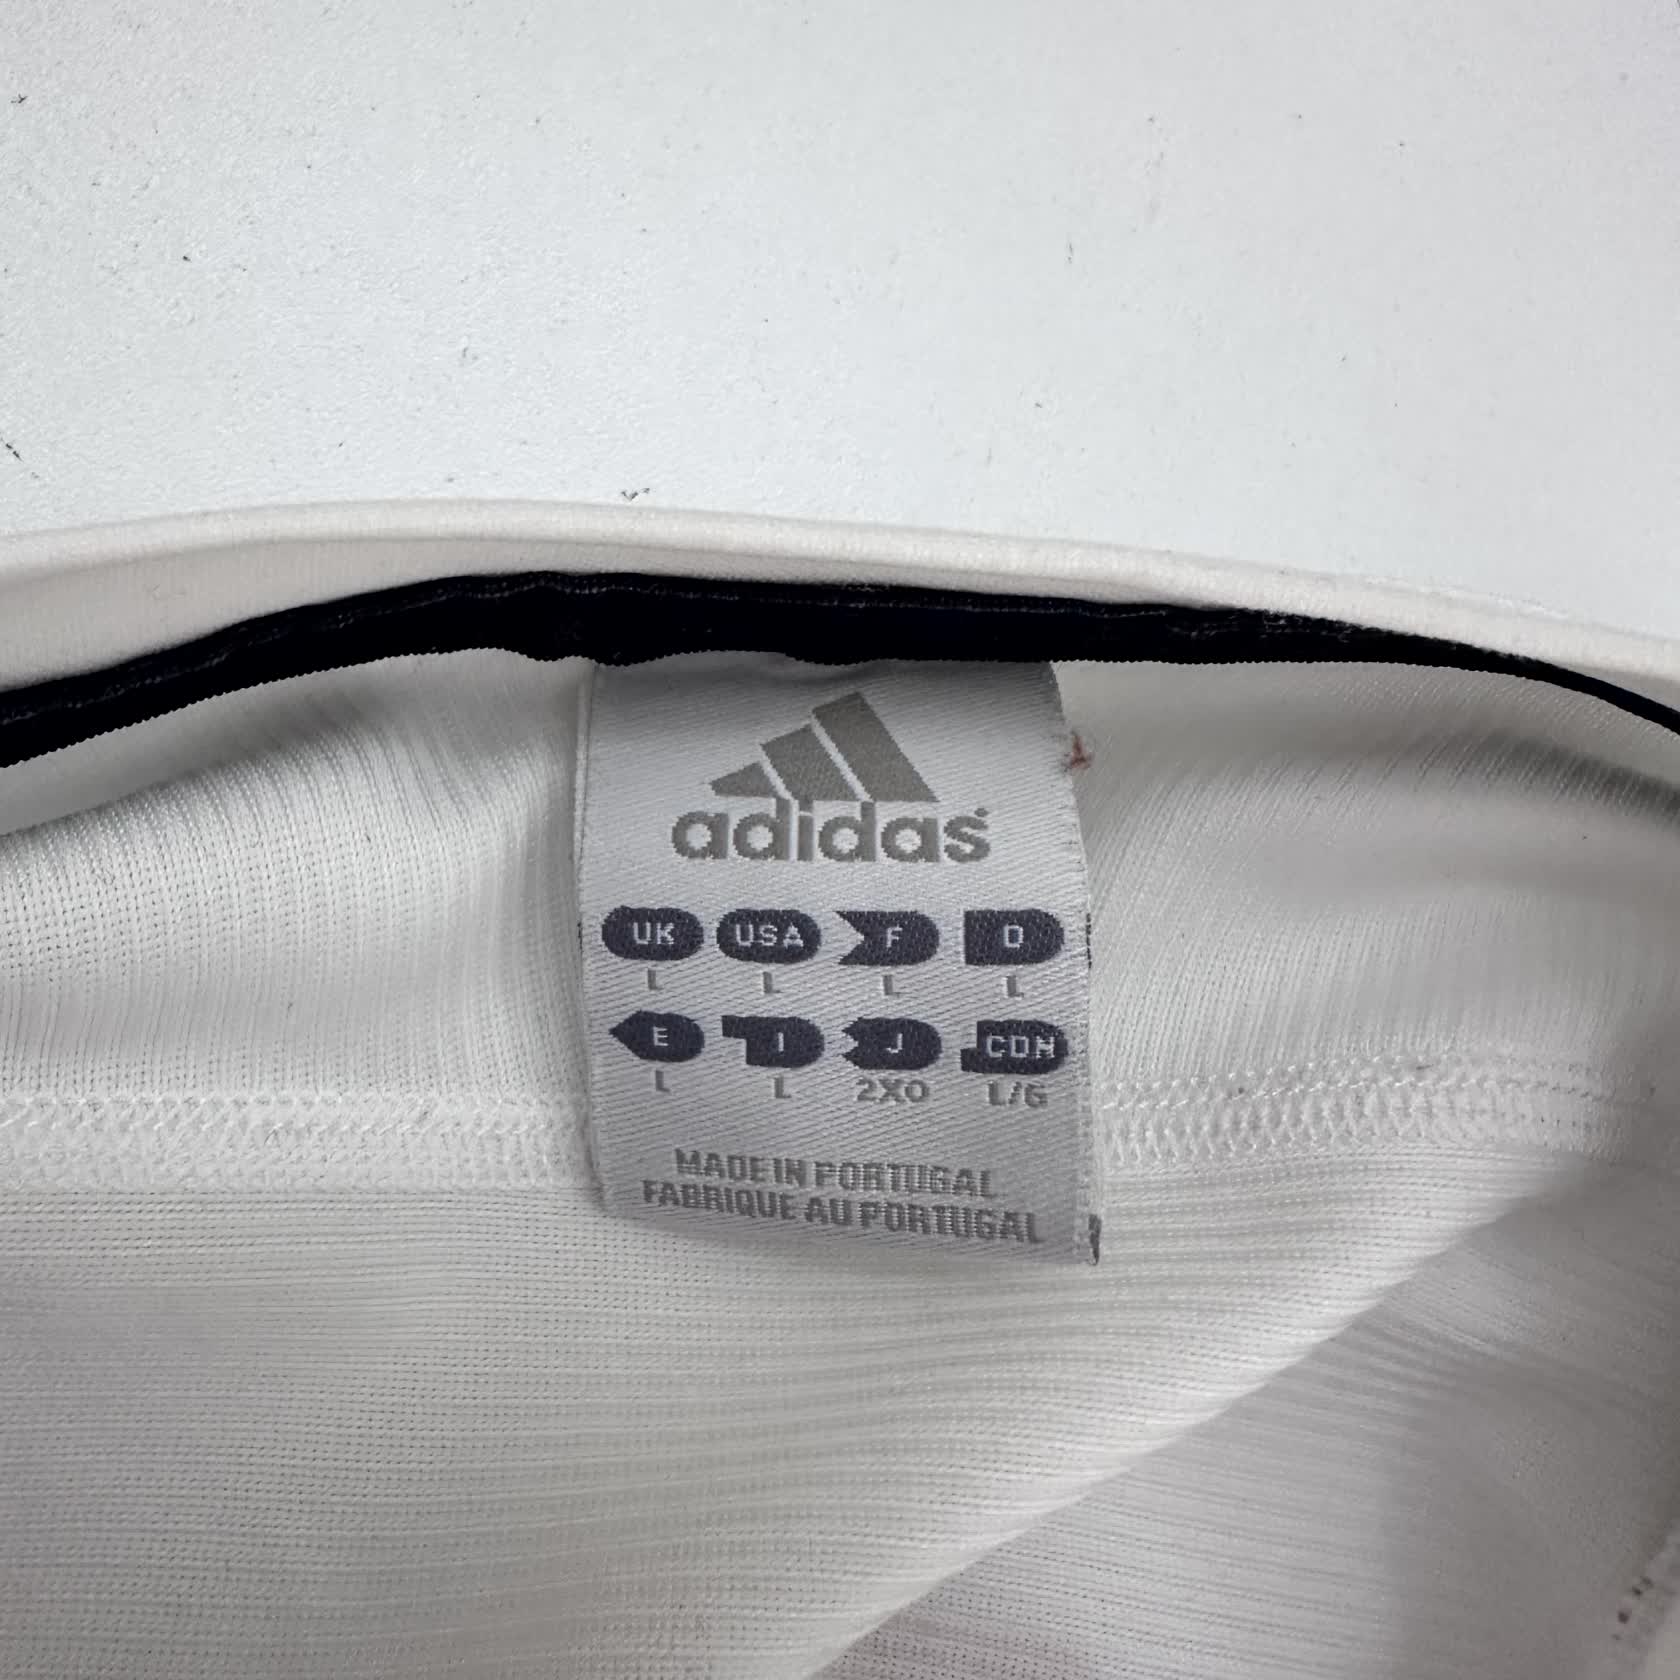 adidas
UK USA F D
L L L L
E I J CDN
L L 2XO L/G
MADE IN PORTUGAL
FABRIQUE AU PORTUGAL